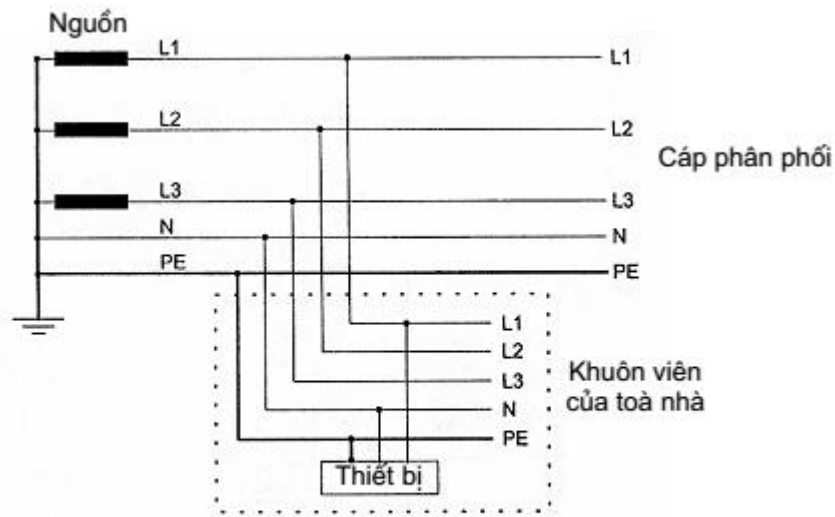 Nguồn
L1
L1
L2
L2
Cáp phân phối
L3
L3
N
N
PE
PE
L1
L2
L3
N
PE
Khuôn viên
của toà nhà
Thiết bị